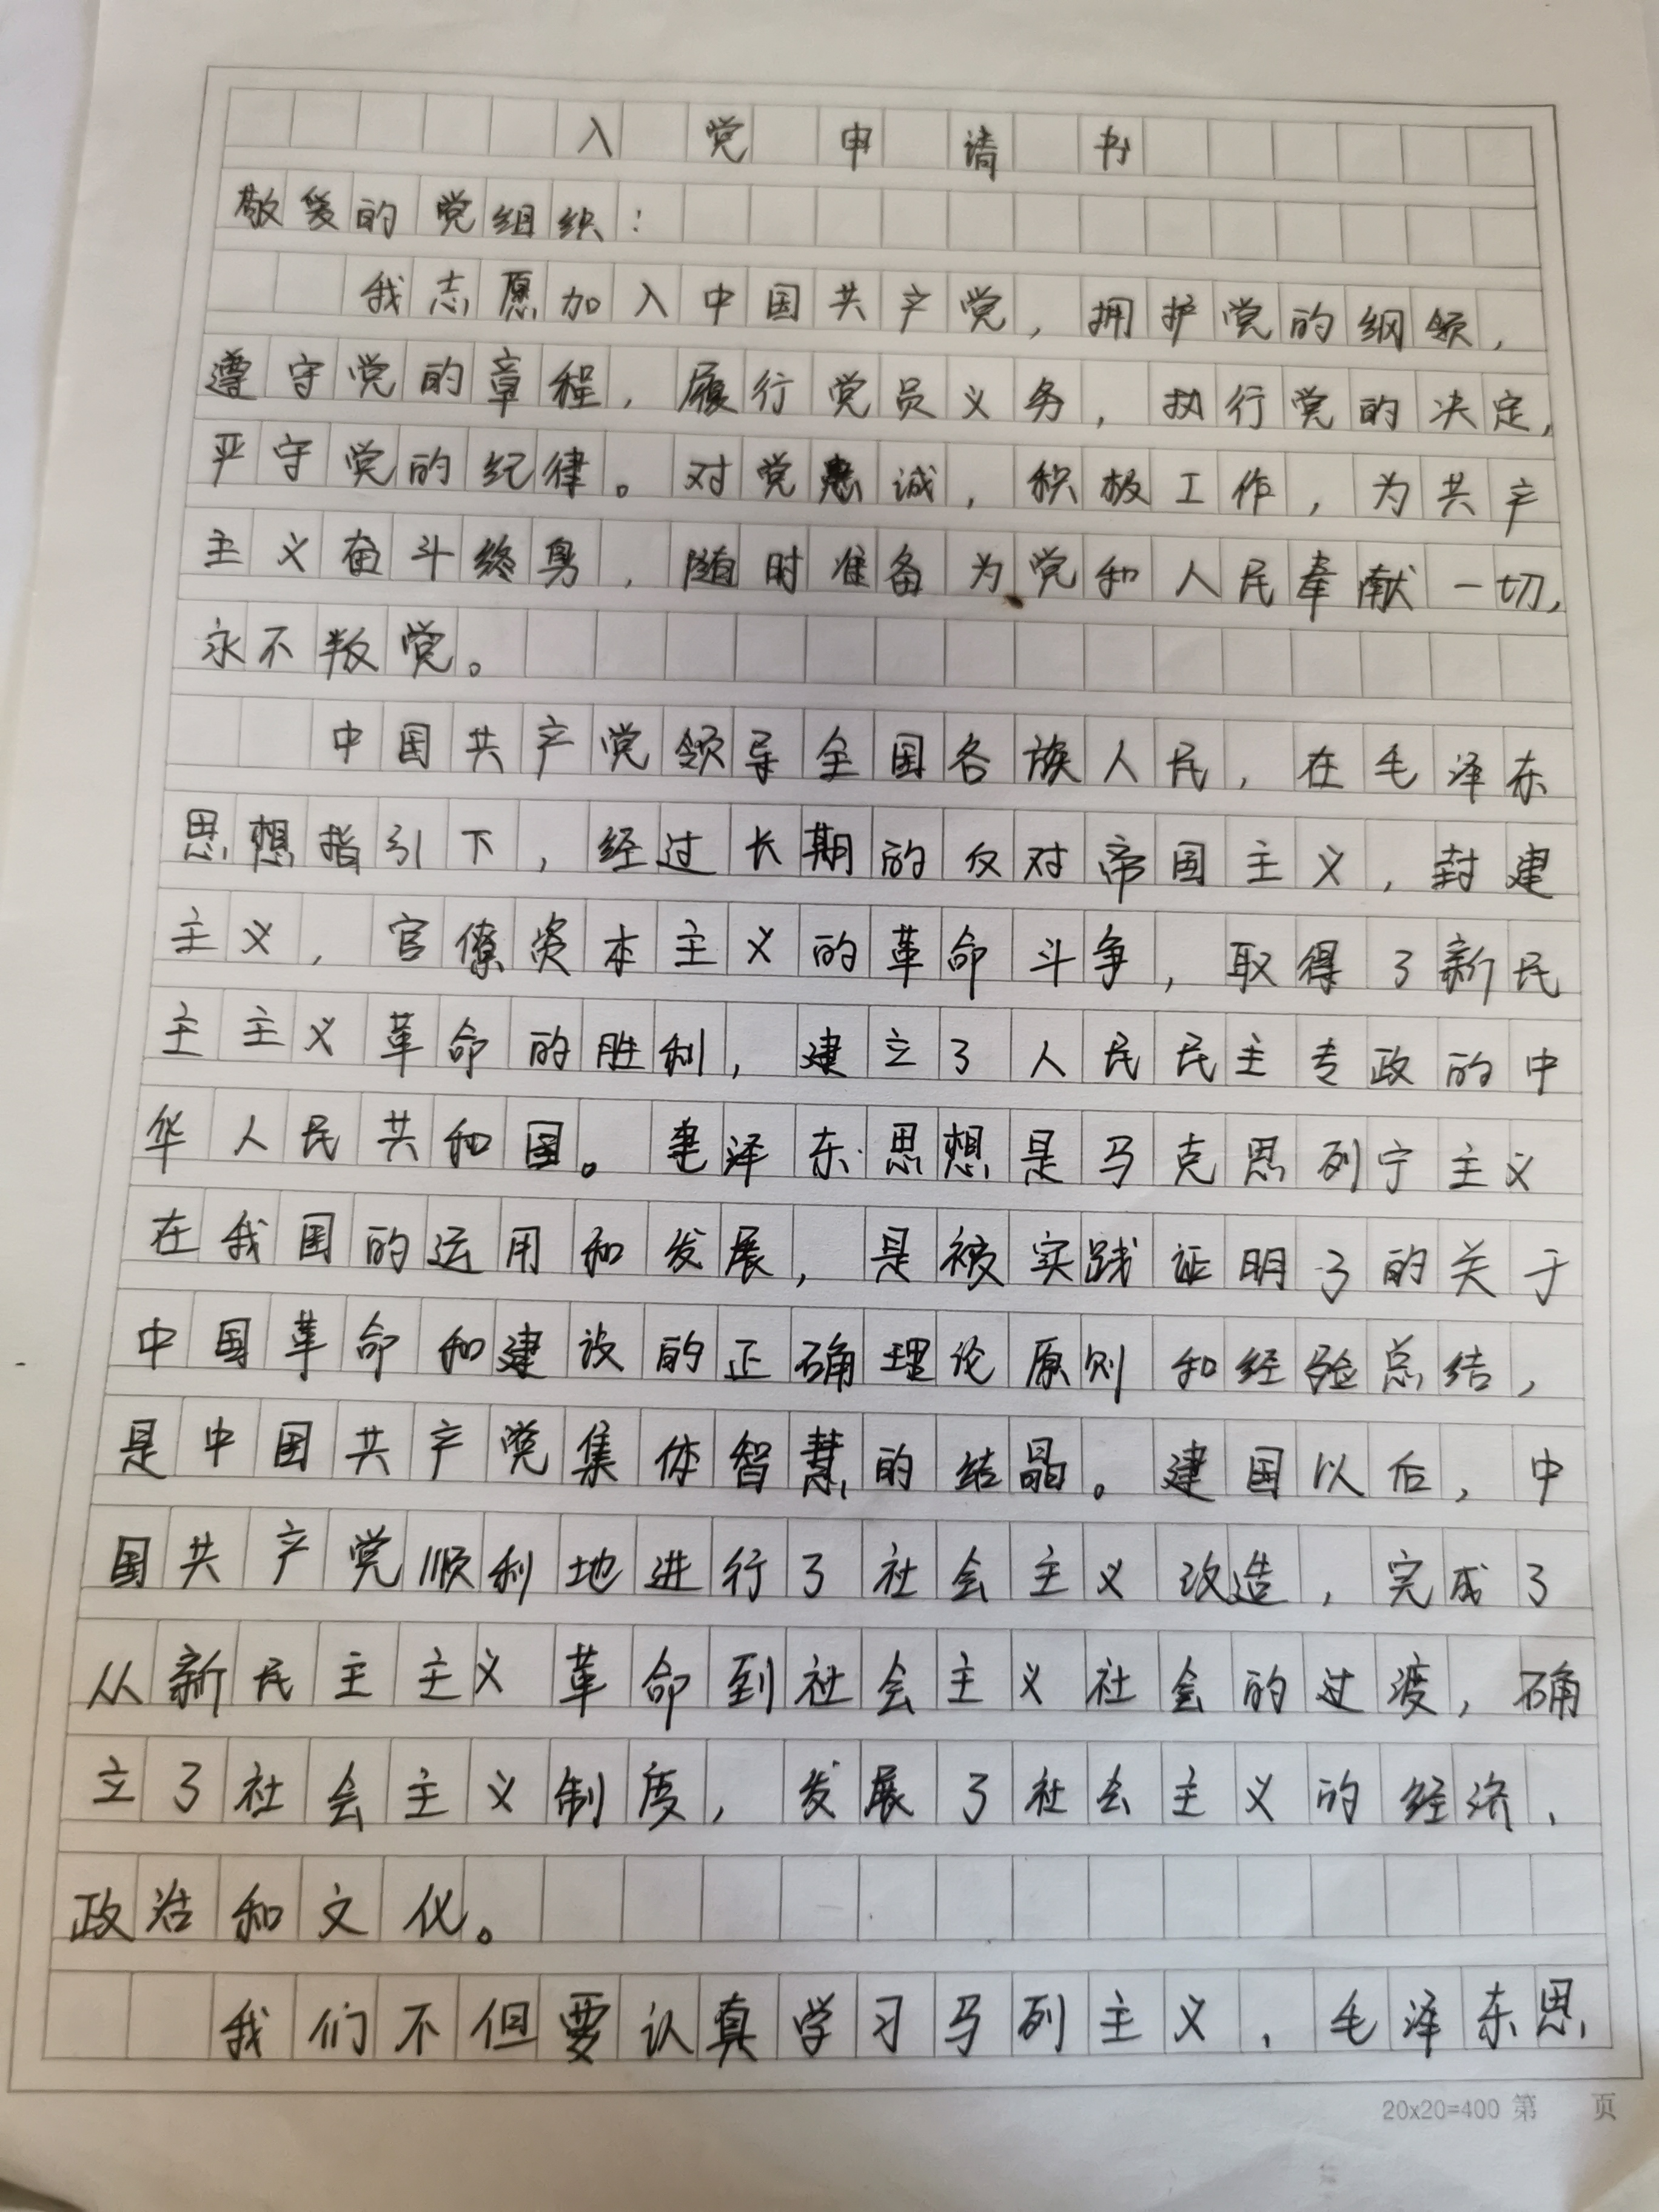 入党申请书
敬爱的党组织：
我志愿加入中国共产党，拥护党的纲领，
遵守党的章程，履行党员义务，执行党的决定，
严守党的纪律。对党忠诚，积极工作，为共产
主义奋斗终身，随时准备为党和人民奉献一切，
永不叛党。
中国共产党领导全国各族人民，在毛泽东
思想指引下，经过长期的反对帝国主义，封建
主义，官僚资本主义的革命斗争，取得了新民
主主义革命的胜利，建立了人民民主专政的中
华人民共和国。毛泽东思想是马克思列宁主义
在我国的运用和发展，是被实践证明了的关于
中国革命和建设的正确理论原则和经验总结，
是中国共产党集体智慧的结晶。建国以后，中
国共产党顺利地进行了社会主义改造，完成了
从新民主主义革命到社会主义社会的过渡，确
立了社会主义制度，发展了社会主义的经济、
政治和文化。
我们不但要认真学习马列主义、毛泽东思
20x20=400 第 页